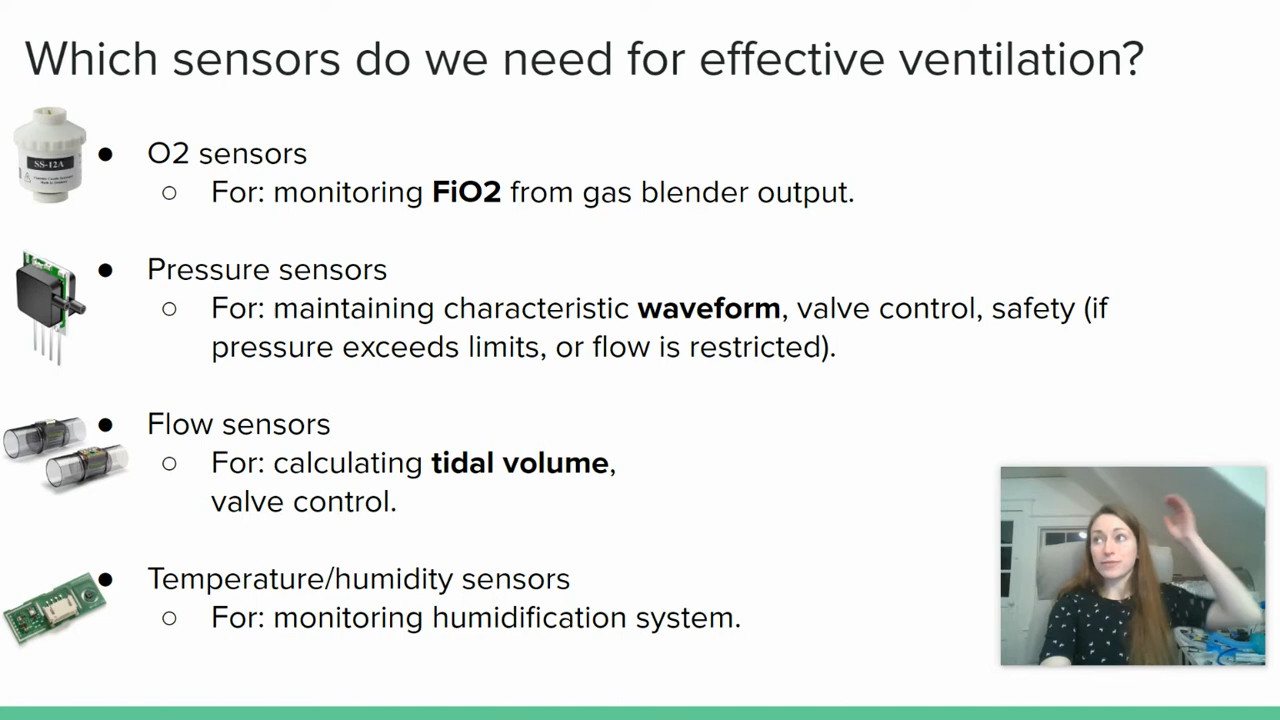 Which sensors do we need for effective ventilation?
SS-12A
● O2 sensors
○ For: monitoring FiO2 from gas blender output.
● Pressure sensors
○ For: maintaining characteristic waveform, valve control, safety (if
pressure exceeds limits, or flow is restricted).
● Flow sensors
○ For: calculating tidal volume,
valve control.
● Temperature/humidity sensors
○ For: monitoring humidification system.